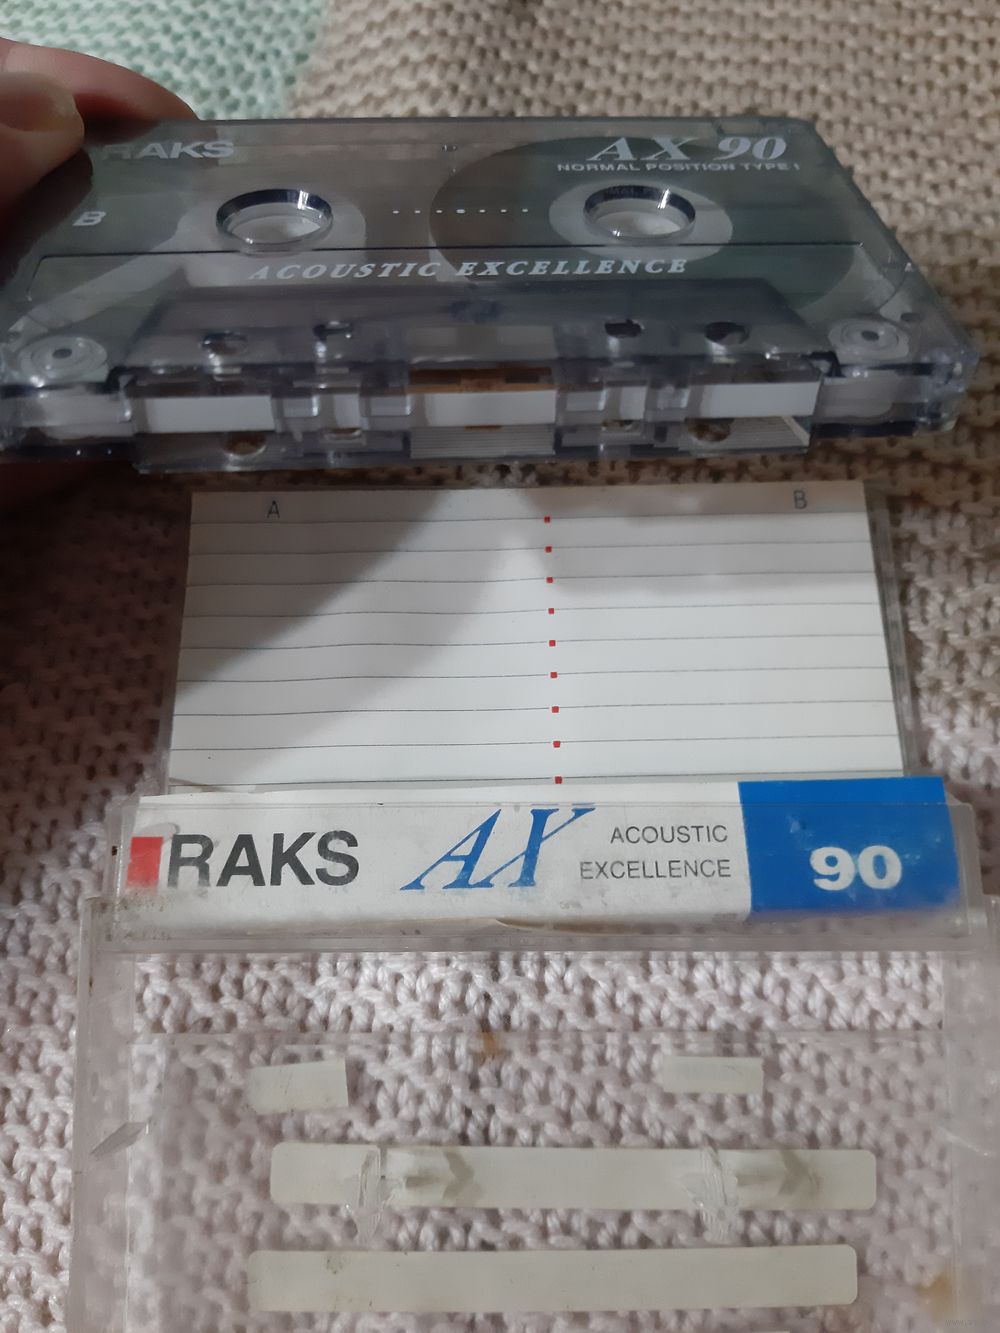 RAKS
AX 90
NORMAL POSITION TYPE I
B
ACOUSTIC EXCELLENCE
A
B
RAKS
AX
ACOUSTIC
EXCELLENCE
90